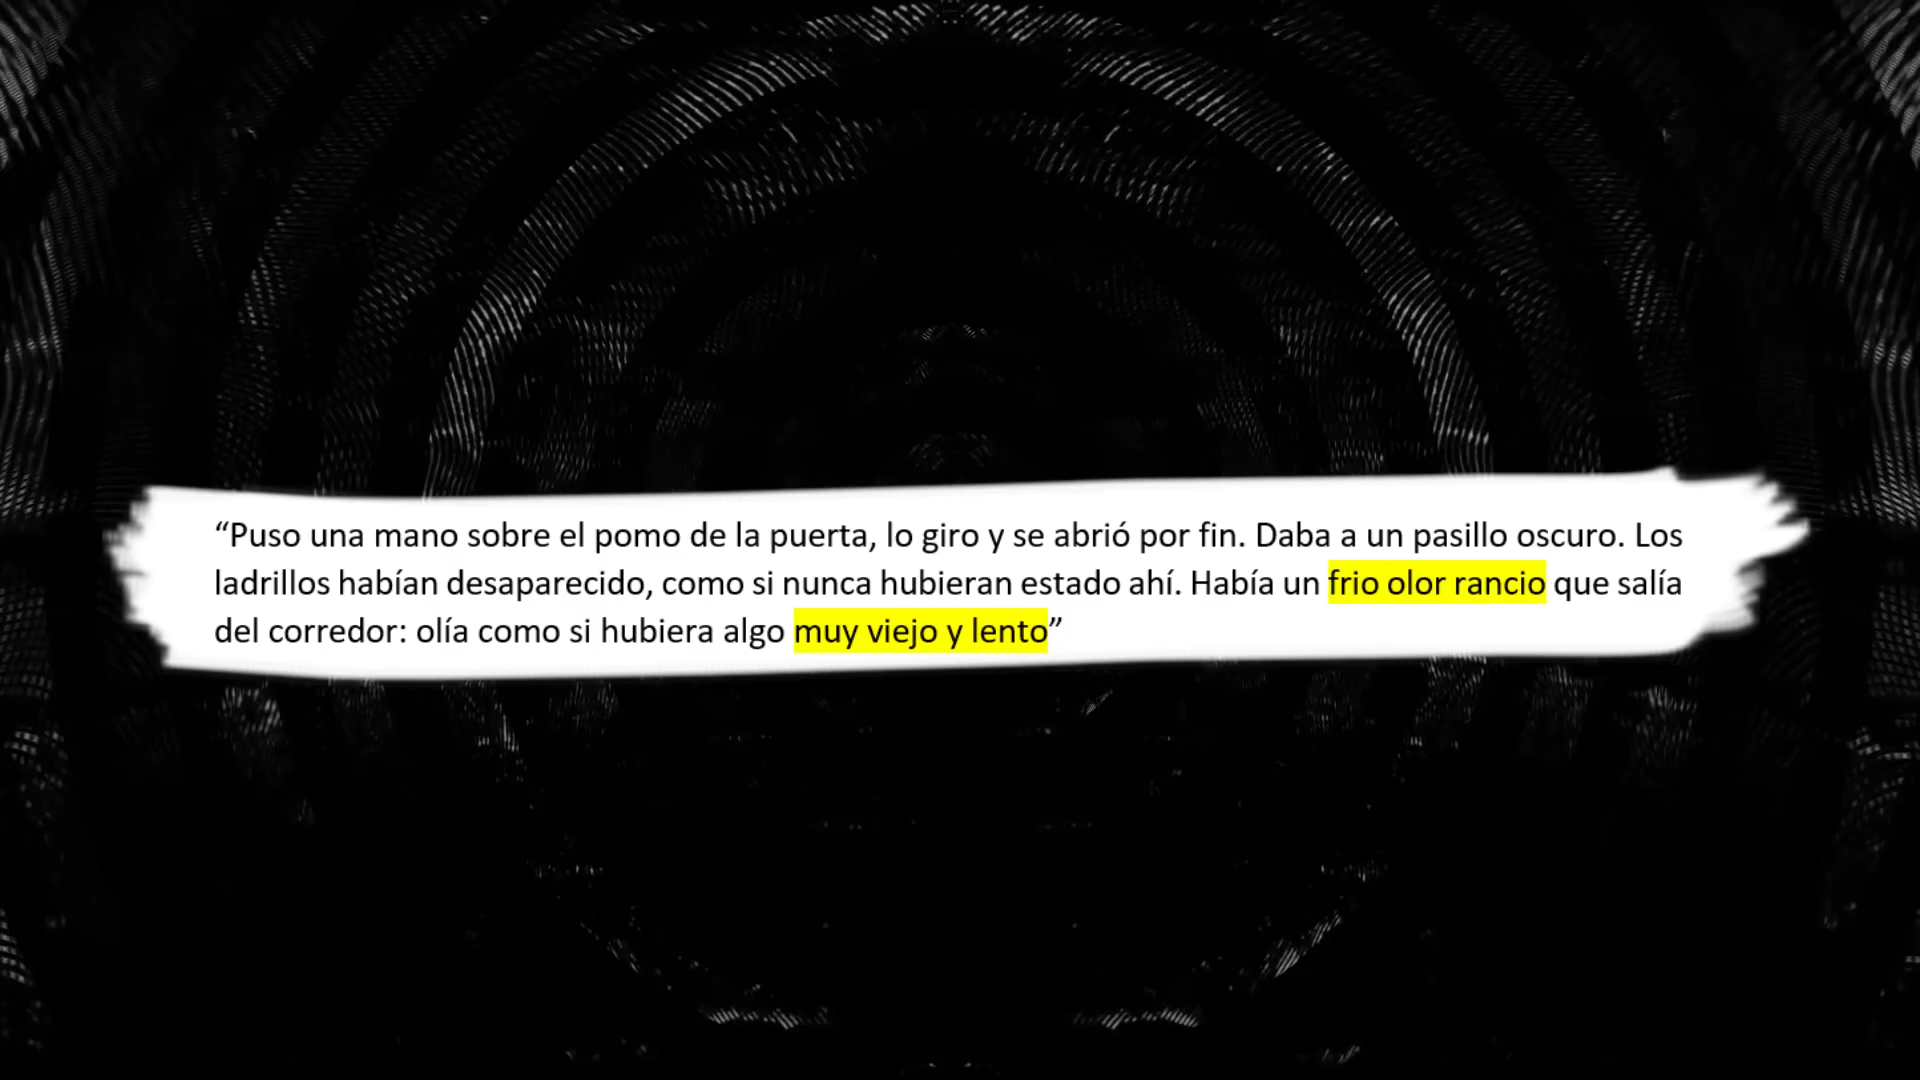 “Puso una mano sobre el pomo de la puerta, lo giro y se abrió por fin. Daba a un pasillo oscuro. Los
ladrillos habían desaparecido, como si nunca hubieran estado ahí. Había un frio olor rancio que salía
del corredor: olía como si hubiera algo muy viejo y lento”